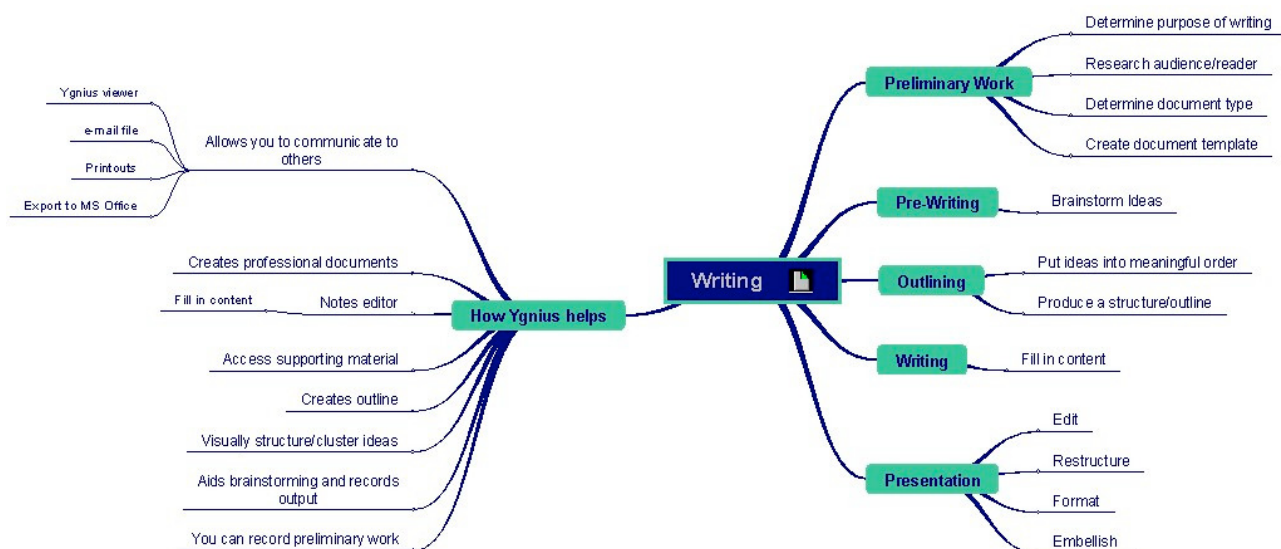 Writing
Preliminary Work
Determine purpose of writing
Research audience/reader
Determine document type
Create document template
Pre-Writing
Brainstorm Ideas
Outlining
Put ideas into meaningful order
Produce a structure/outline
Writing
Fill in content
Presentation
Edit
Restructure
Format
Embellish
How Ygnius helps
Allows you to communicate to
others
Ygnius viewer
e-mail file
Printouts
Export to MS Office
Creates professional documents
Notes editor
Fill in content
Access supporting material
Creates outline
Visually structure/cluster ideas
Aids brainstorming and records
output
You can record preliminary work